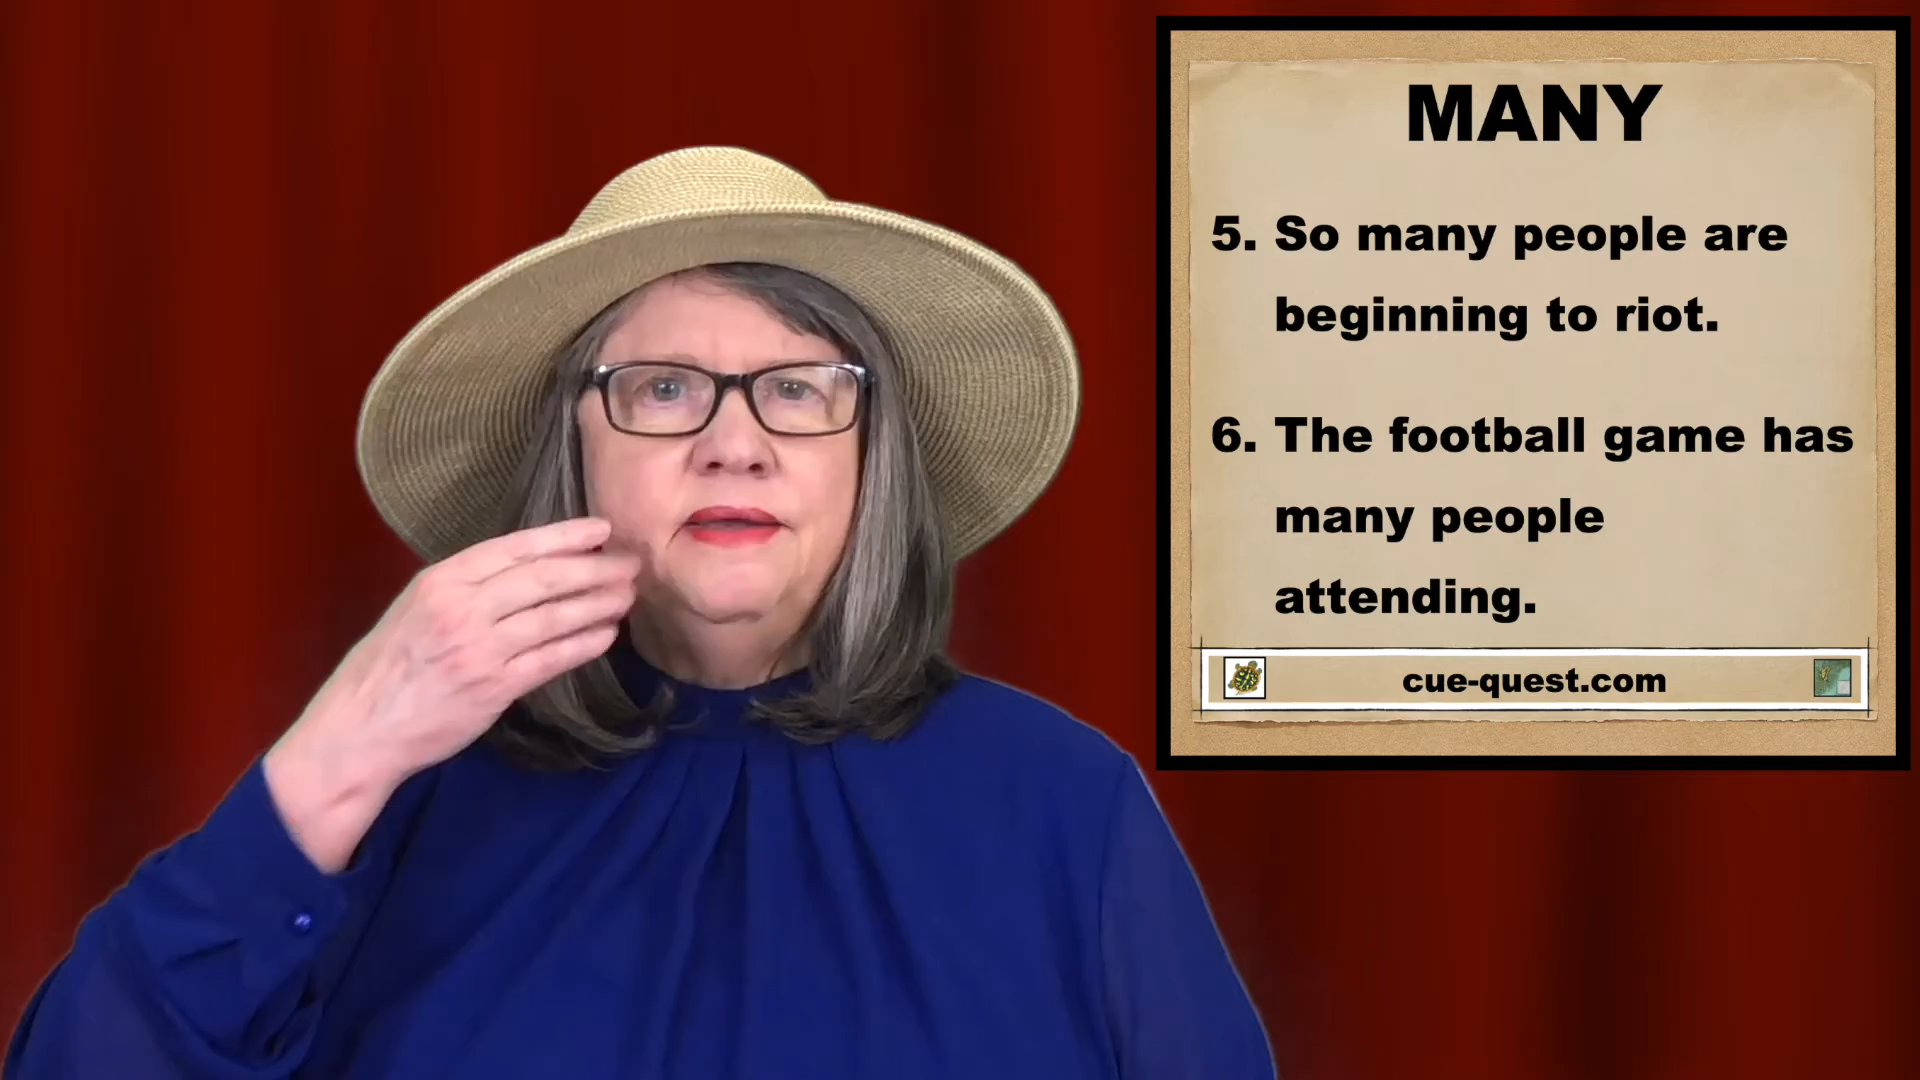 MANY
5. So many people are
beginning to riot.
6. The football game has
many people
attending.
cue-quest.com